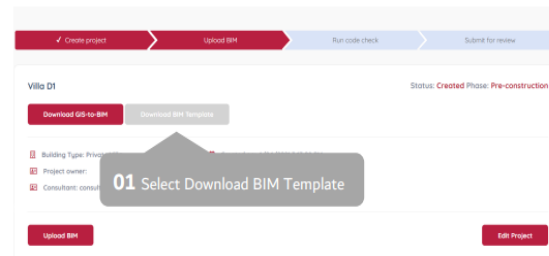 ✓ Create project
Upload BIM
Run code check
Submit for review
Villa D1
Status: Created Phase: Pre-construction
Download GIS-to-BIM
Download BIM Template
Building Type:
Project owner:
Consultant:
01 Select Download BIM Template
Upload BIM
Edit Project